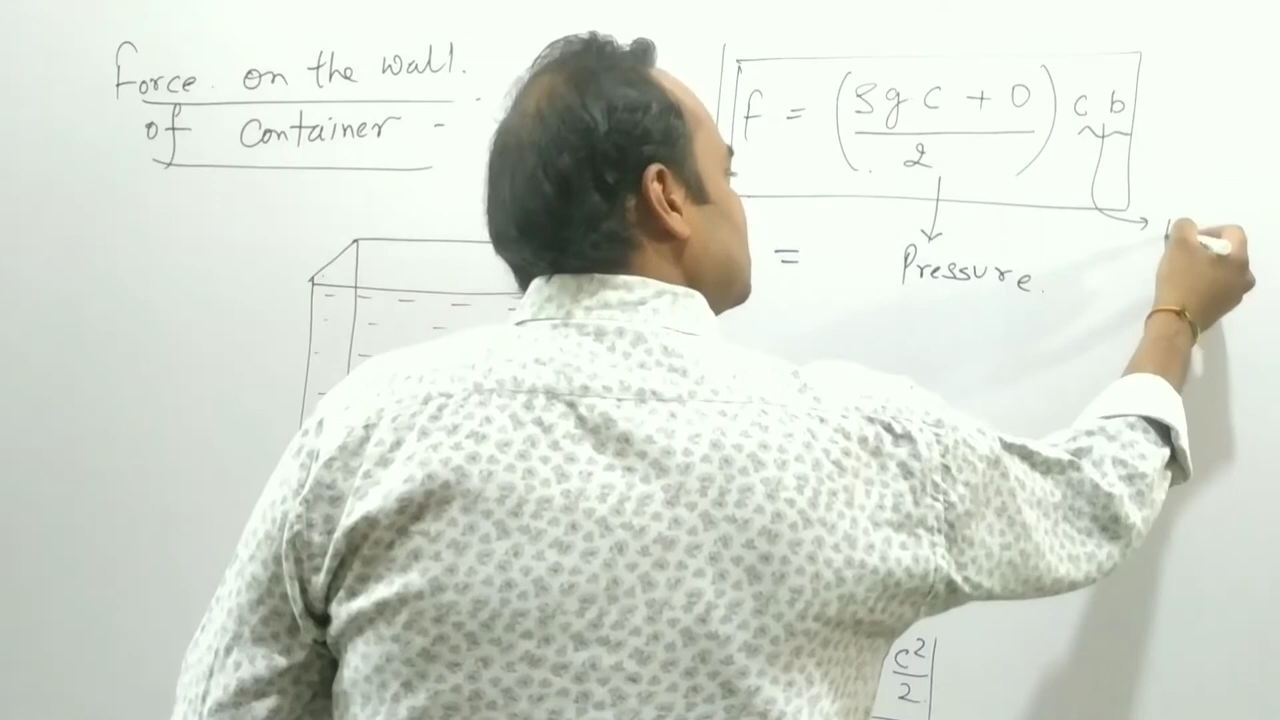 Force on the wall.
of Container -
f = (ρgc + 0 / 2) c b
= Pressure.
c²/2